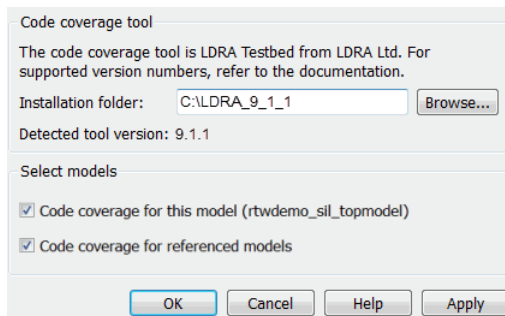 Code coverage tool
The code coverage tool is LDRA Testbed from LDRA Ltd. For
supported version numbers, refer to the documentation.
Installation folder: C:\LDRA_9_1_1 Browse...
Detected tool version: 9.1.1
Select models
Code coverage for this model (rtwdemo_sil_topmodel)
Code coverage for referenced models
OK Cancel Help Apply